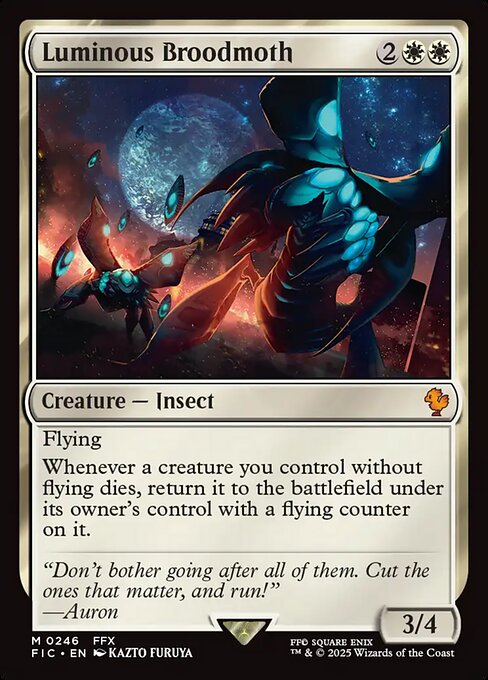 Luminous Broodmoth 2
Creature — Insect
Flying
Whenever a creature you control without
flying dies, return it to the battlefield under
its owner's control with a flying counter
on it.
“Don't bother going after all of them. Cut the
ones that matter, and run!”
—Auron
3/4
M 0246 FFX
FIC • EN KAZTO FURUYA
FF© SQUARE ENIX
™ & © 2025 Wizards of the Coast